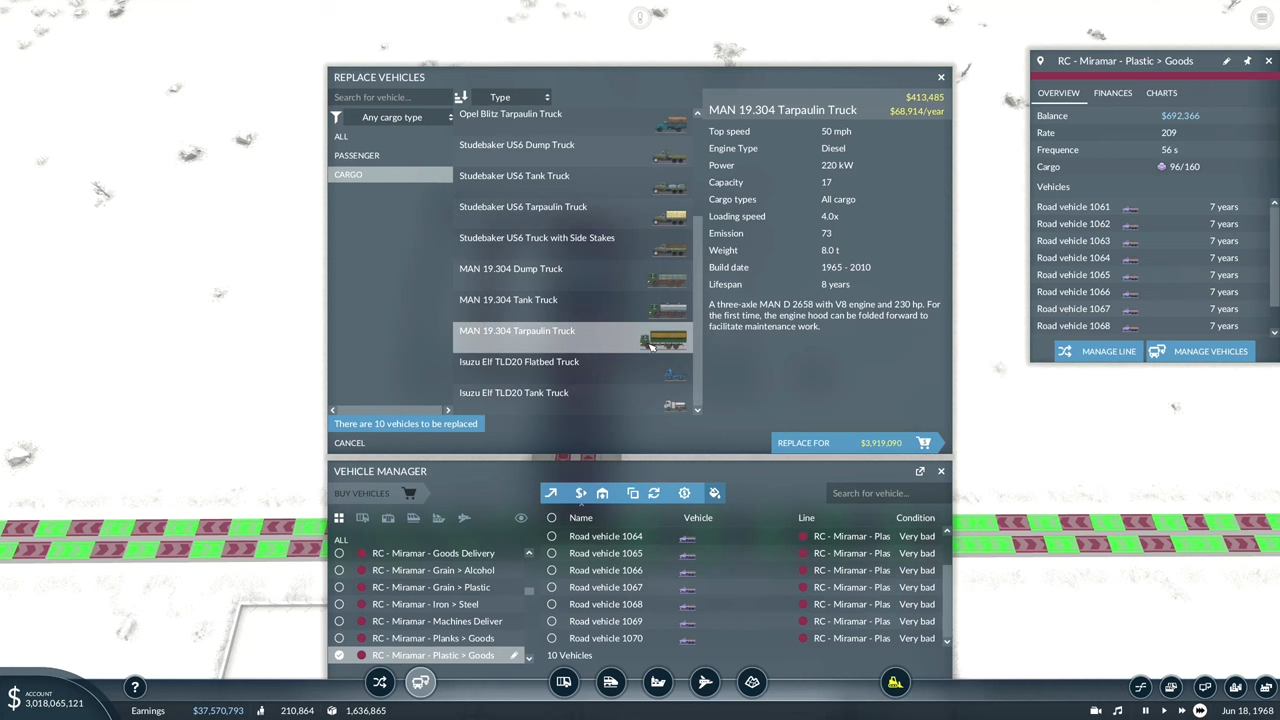 REPLACE VEHICLES
Search for vehicle...
Type
Any cargo type
ALL
PASSENGER
CARGO
Opel Blitz Tarpaulin Truck
Studebaker US6 Dump Truck
Studebaker US6 Tank Truck
Studebaker US6 Tarpaulin Truck
Studebaker US6 Truck with Side Stakes
MAN 19.304 Dump Truck
MAN 19.304 Tank Truck
MAN 19.304 Tarpaulin Truck
Isuzu Elf TLD20 Flatbed Truck
Isuzu Elf TLD20 Tank Truck
$413,485
MAN 19.304 Tarpaulin Truck $68,914/year
Top speed 50 mph
Engine Type Diesel
Power 220 kW
Capacity 17
Cargo types All cargo
Loading speed 4.0x
Emission 73
Weight 8.0 t
Build date 1965 - 2010
Lifespan 8 years
A three-axle MAN D 2658 with V8 engine and 230 hp. For
the first time, the engine hood can be folded forward to
facilitate maintenance work.
There are 10 vehicles to be replaced
CANCEL
REPLACE FOR $3,919,090
RC - Miramar - Plastic > Goods
OVERVIEW FINANCES CHARTS
Balance $692,366
Rate 209
Frequence 56 s
Cargo 96/160
Vehicles
Road vehicle 1061 7 years
Road vehicle 1062 7 years
Road vehicle 1063 7 years
Road vehicle 1064 7 years
Road vehicle 1065 7 years
Road vehicle 1066 7 years
Road vehicle 1067 7 years
Road vehicle 1068 7 years
MANAGE LINE MANAGE VEHICLES
VEHICLE MANAGER
BUY VEHICLES
Search for vehicle...
ALL
RC - Miramar - Goods Delivery
RC - Miramar - Grain > Alcohol
RC - Miramar - Grain > Plastic
RC - Miramar - Iron > Steel
RC - Miramar - Machines Deliver
RC - Miramar - Planks > Goods
RC - Miramar - Plastic > Goods
Name Vehicle Line Condition
Road vehicle 1064 RC - Miramar - Plas Very bad
Road vehicle 1065 RC - Miramar - Plas Very bad
Road vehicle 1066 RC - Miramar - Plas Very bad
Road vehicle 1067 RC - Miramar - Plas Very bad
Road vehicle 1068 RC - Miramar - Plas Very bad
Road vehicle 1069 RC - Miramar - Plas Very bad
Road vehicle 1070 RC - Miramar - Plas Very bad
10 Vehicles
$ ACCOUNT
3,018,065,121
?
Earnings $37,570,793 210,864 1,636,865
Jun 18, 1968